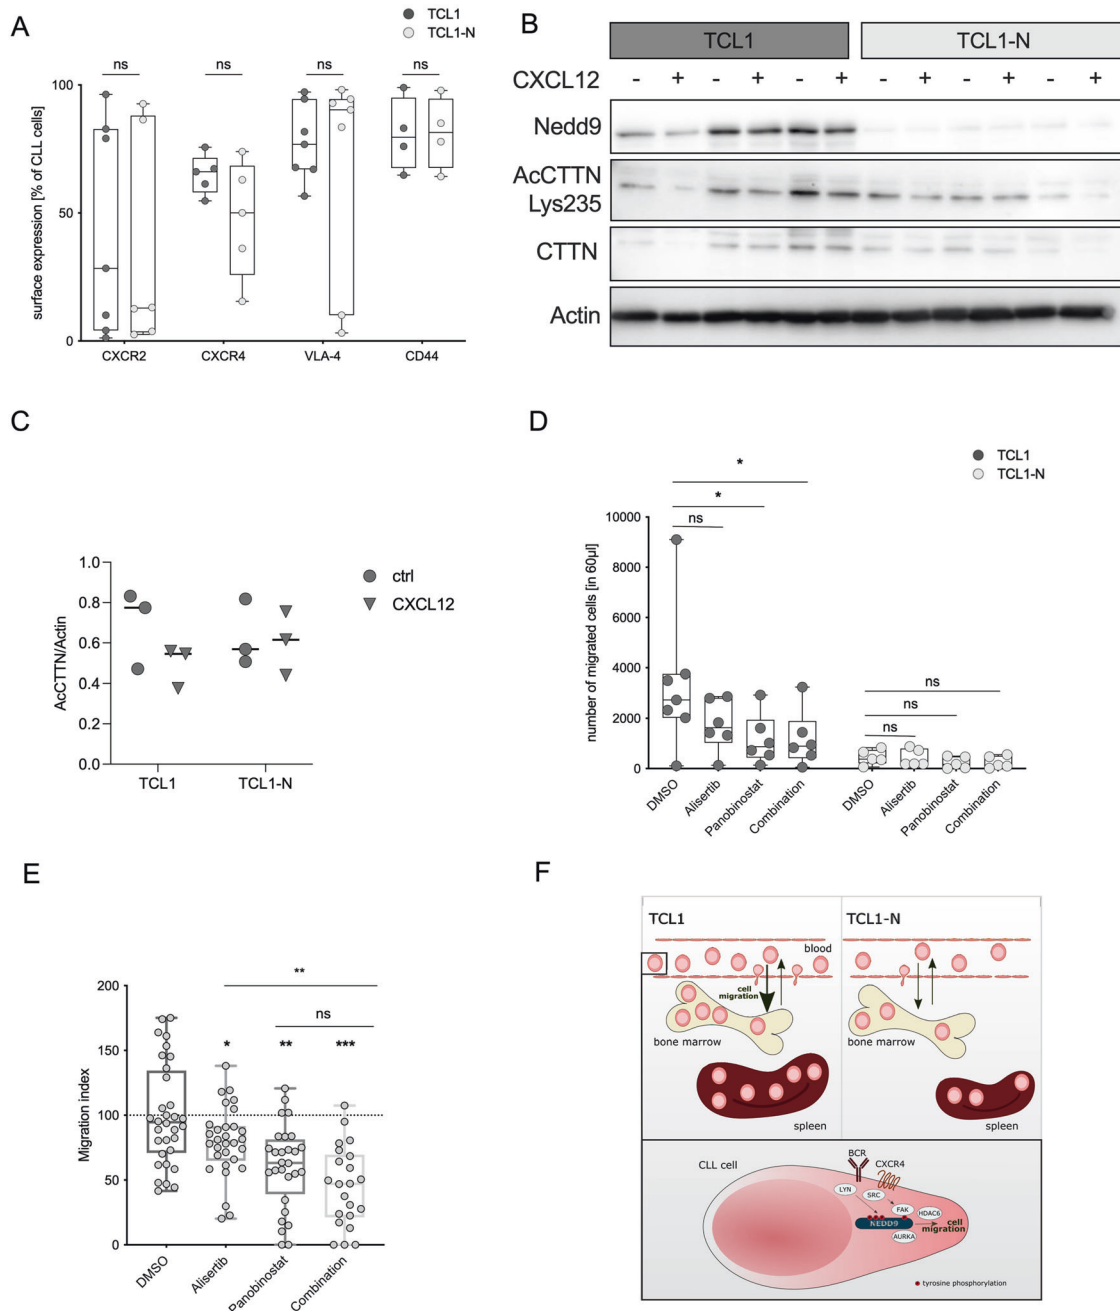 A
TCL1
TCL1-N
ns
ns
ns
ns
surface expression [% of CLL cells]
100
50
0
CXCR2
CXCR4
VLA-4
CD44
B
TCL1
TCL1-N
CXCL12
- + - + - + - + - + - +
Nedd9
AcCTTN
Lys235
CTTN
Actin
C
AcCTTN/Actin
1.0
0.8
0.6
0.4
0.2
0.0
TCL1
TCL1-N
ctrl
CXCL12
D
TCL1
TCL1-N
*
*
ns
ns
ns
ns
number of migrated cells [in 60µl]
10000
8000
6000
4000
2000
0
DMSO
Alisertib
Panobinostat
Combination
DMSO
Alisertib
Panobinostat
Combination
E
**
ns
* ** ***
Migration index
200
150
100
50
0
DMSO
Alisertib
Panobinostat
Combination
F
TCL1
blood
cell
migration
bone marrow
spleen
TCL1-N
bone marrow
spleen
CLL cell
BCR
CXCR4
LYN
SRC
FAK
HDAC6
NEDD9
AURKA
cell
migration
tyrosine phosphorylation